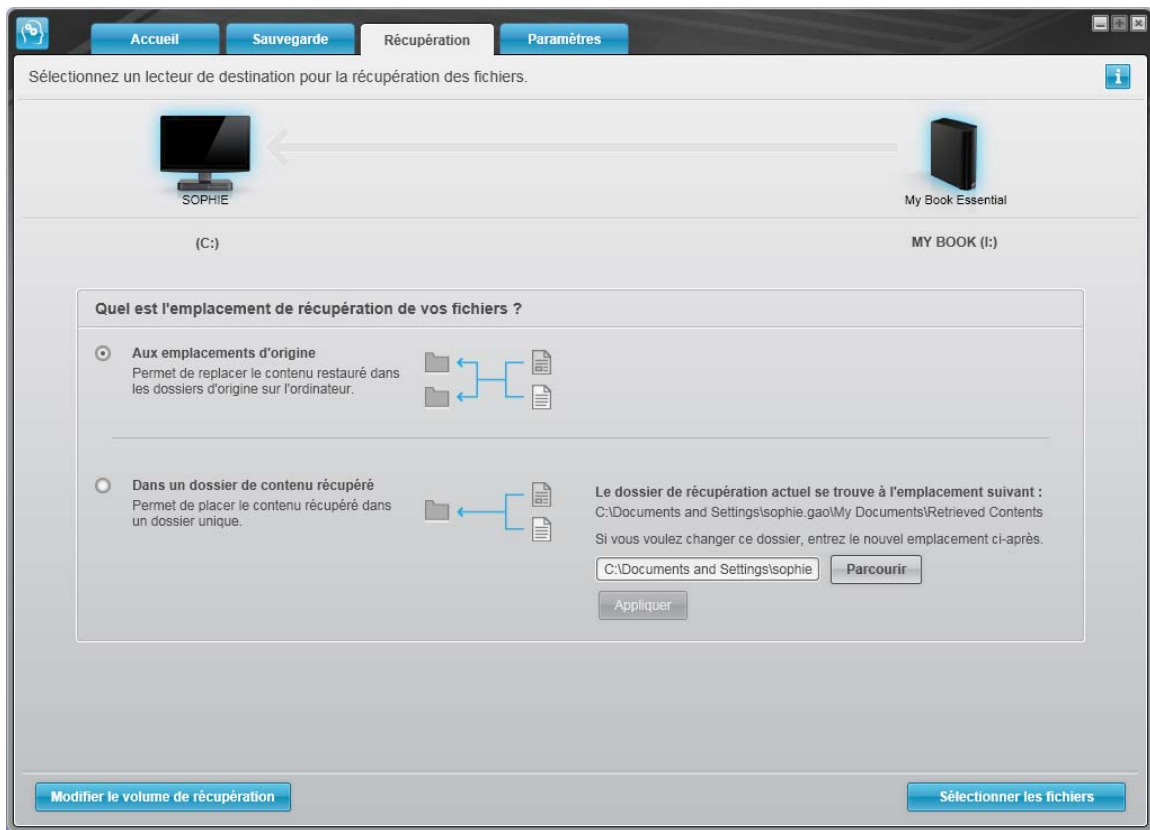 Accueil
Sauvegarde
Récupération
Paramètres
Sélectionnez un lecteur de destination pour la récupération des fichiers.
SOPHIE
My Book Essential
(C:)
MY BOOK (I:)
Quel est l'emplacement de récupération de vos fichiers ?
Aux emplacements d'origine
Permet de replacer le contenu restauré dans
les dossiers d'origine sur l'ordinateur.
Dans un dossier de contenu récupéré
Permet de placer le contenu récupéré dans
un dossier unique.
Le dossier de récupération actuel se trouve à l'emplacement suivant :
C:\Documents and Settings\sophie.gao\My Documents\Retrieved Contents
Si vous voulez changer ce dossier, entrez le nouvel emplacement ci-après.
C:\Documents and Settings\sophie
Parcourir
Appliquer
Modifier le volume de récupération
Sélectionner les fichiers